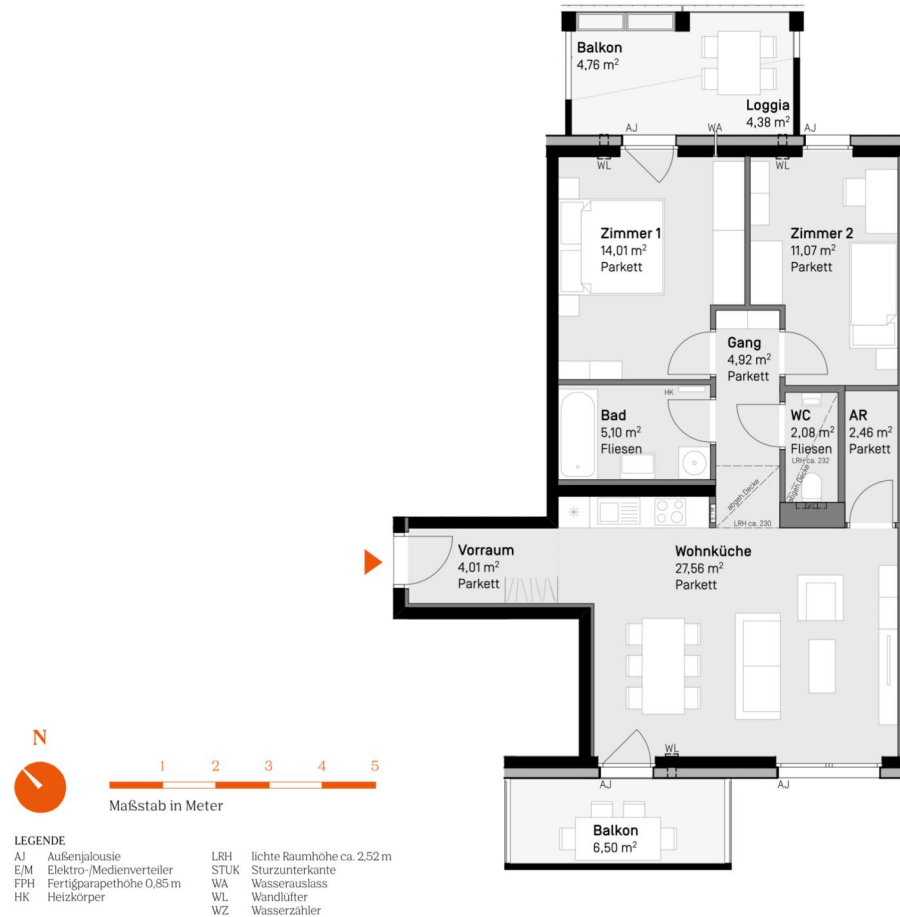 Balkon
4,76 m²
Loggia
4,38 m²
AJ
WA
AJ
WL
WL
Zimmer 1
14,01 m²
Parkett
Zimmer 2
11,07 m²
Parkett
Gang
4,92 m²
Parkett
HK
Bad
5,10 m²
Fliesen
WC
2,08 m²
Fliesen
LRH ca. 232
abgeh.Decke
AR
2,46 m²
Parkett
abgeh.Decke
LRH ca. 230
Vorraum
4,01 m²
Parkett
Wohnküche
27,56 m²
Parkett
WL
AJ
AJ
Balkon
6,50 m²
N
1 2 3 4 5
Maßstab in Meter
LEGENDE
AJ Außenjalousie
E/M Elektro-/Medienverteiler
FPH Fertigparapethöhe 0,85 m
HK Heizkörper
LRH lichte Raumhöhe ca. 2,52 m
STUK Sturzunterkante
WA Wasserauslass
WL Wandlüfter
WZ Wasserzähler